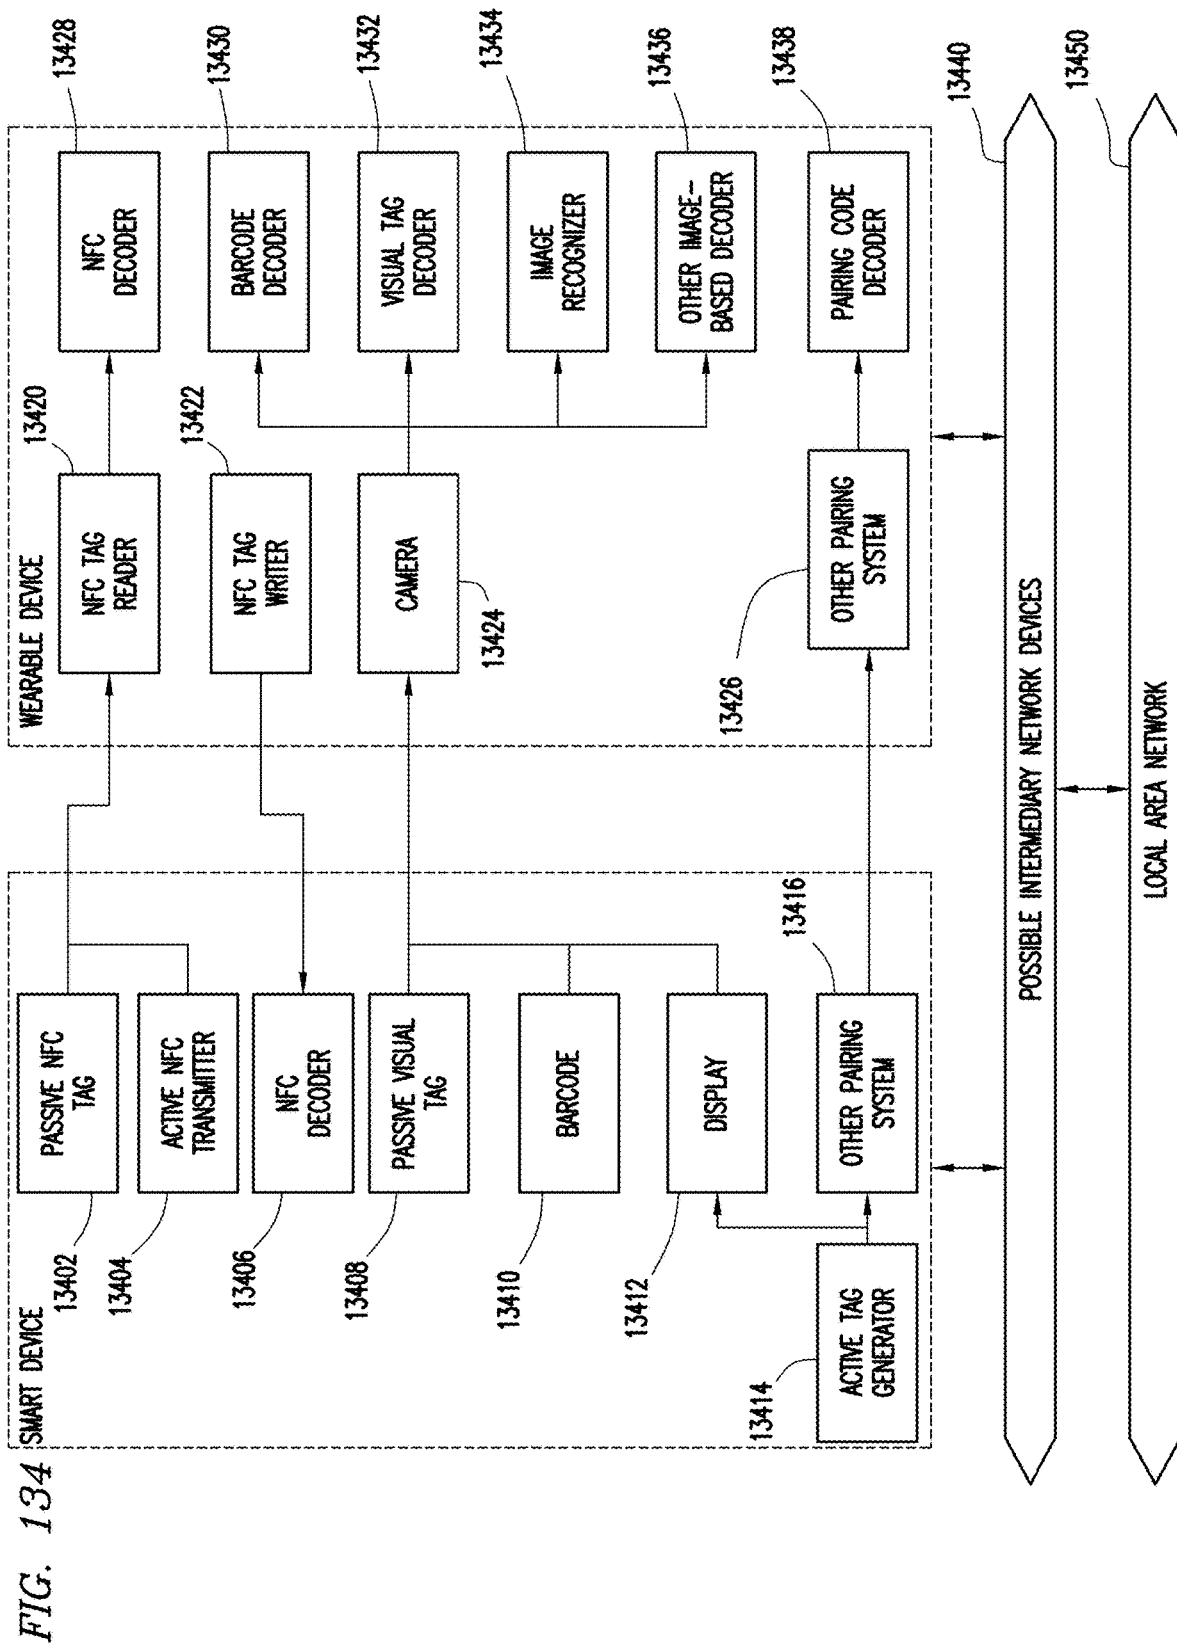 FIG. 134
SMART DEVICE
13402
PASSIVE NFC
TAG
13404
ACTIVE NFC
TRANSMITTER
13406
NFC
DECODER
13408
PASSIVE VISUAL
TAG
13410
BARCODE
13412
DISPLAY
13414
ACTIVE TAG
GENERATOR
13416
OTHER PAIRING
SYSTEM
WEARABLE DEVICE
13420
NFC TAG
READER
13422
NFC TAG
WRITER
CAMERA
13424
13426
OTHER PAIRING
SYSTEM
13428
NFC
DECODER
13430
BARCODE
DECODER
13432
VISUAL TAG
DECODER
13434
IMAGE
RECOGNIZER
13436
OTHER IMAGE-
BASED DECODER
13438
PAIRING CODE
DECODER
13440
POSSIBLE INTERMEDIARY NETWORK DEVICES
13450
LOCAL AREA NETWORK